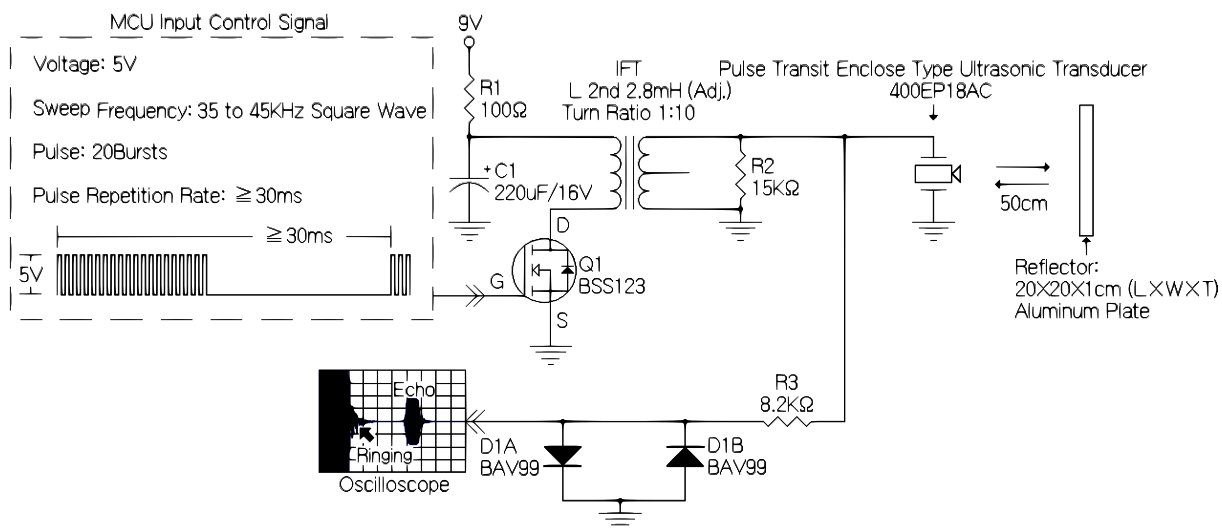 MCU Input Control Signal
Voltage: 5V
Sweep Frequency: 35 to 45KHz Square Wave
Pulse: 20Bursts
Pulse Repetition Rate: ≧30ms
≧30ms
5V
9V
R1
100Ω
+C1
220uF/16V
IFT
L 2nd 2.8mH (Adj.)
Turn Ratio 1:10
D
G
Q1
BSS123
S
R2
15KΩ
Pulse Transit Enclose Type Ultrasonic Transducer
400EP18AC
50cm
Reflector:
20X20X1cm (LXWXT)
Aluminum Plate
R3
8.2KΩ
D1A
BAV99
D1B
BAV99
Echo
Ringing
Oscilloscope